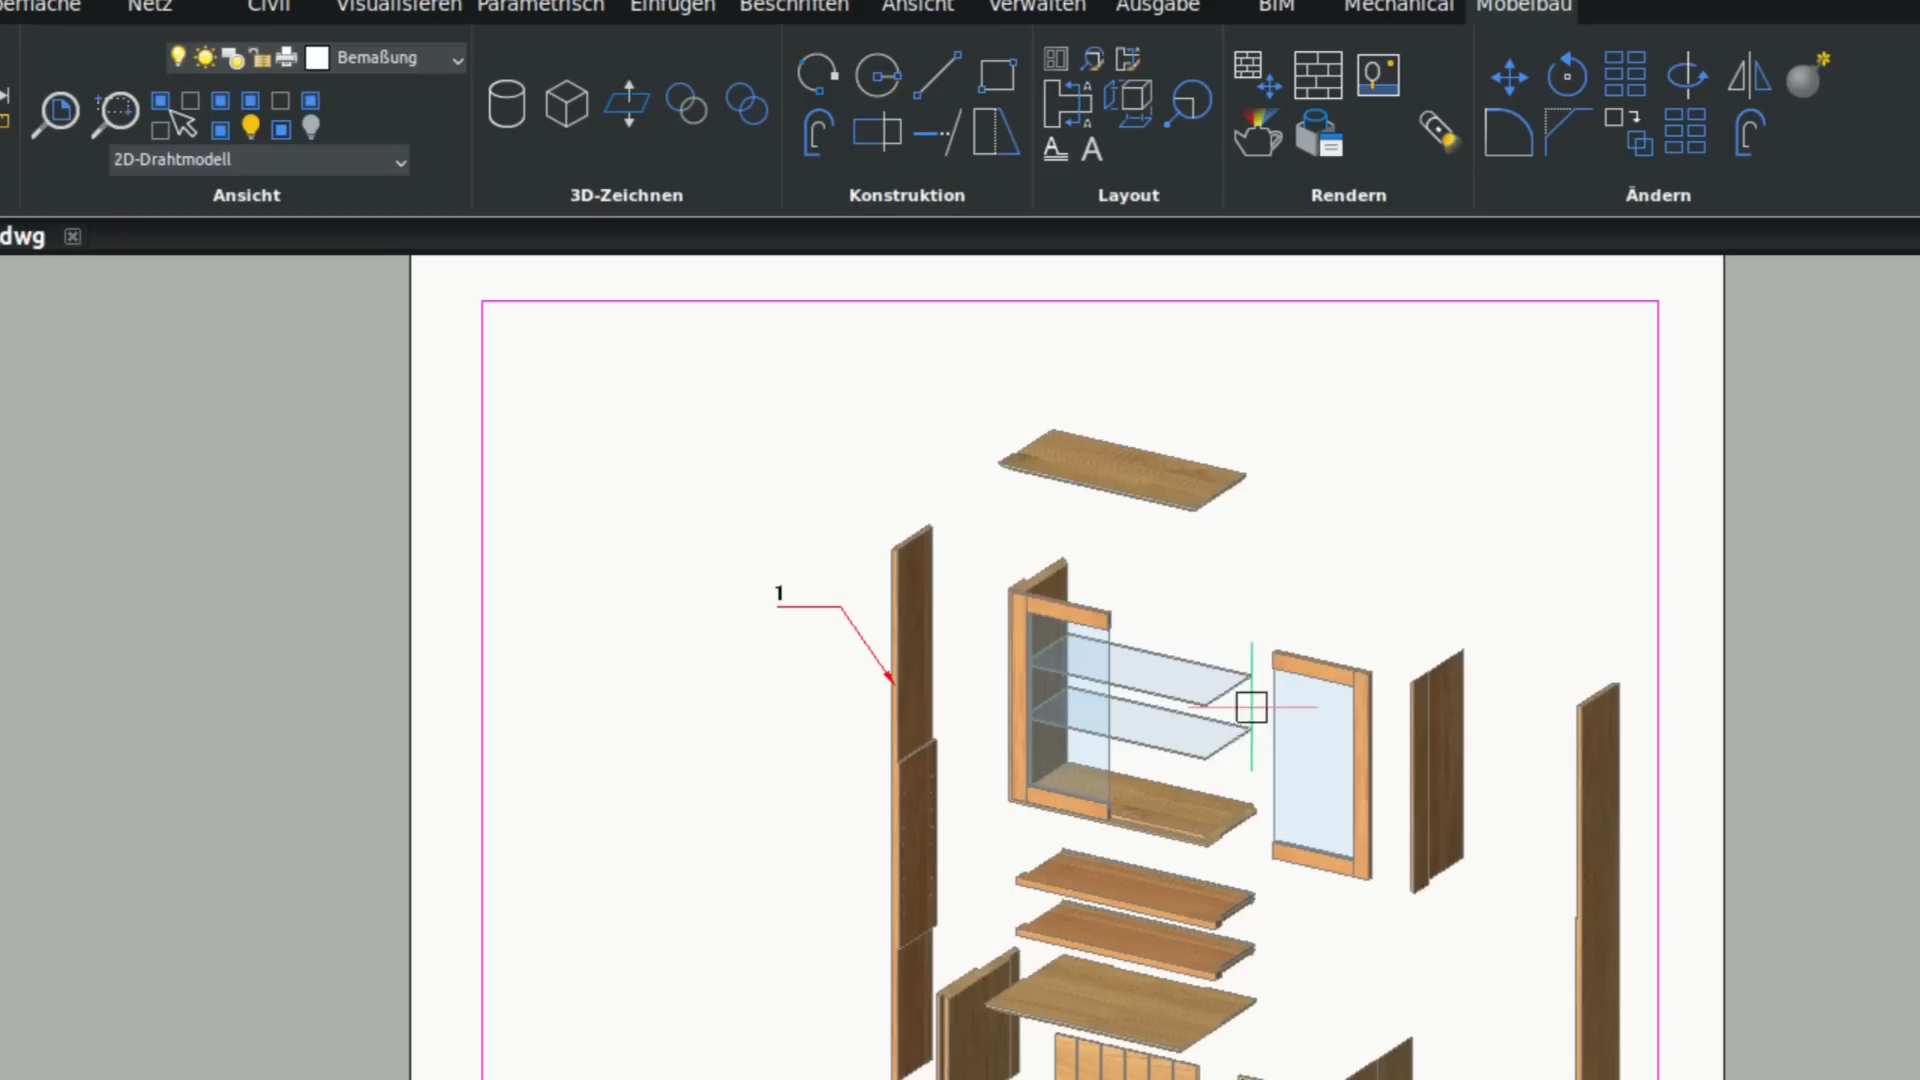 Netz Civil Visualisieren Parametrisch Einfügen Beschriften Ansicht Verwalten Ausgabe BIM Mechanical Möbelbau
Bemaßung
2D-Drahtmodell
A
A
A A
Ansicht 3D-Zeichnen Konstruktion Layout Rendern Ändern
dwg
1